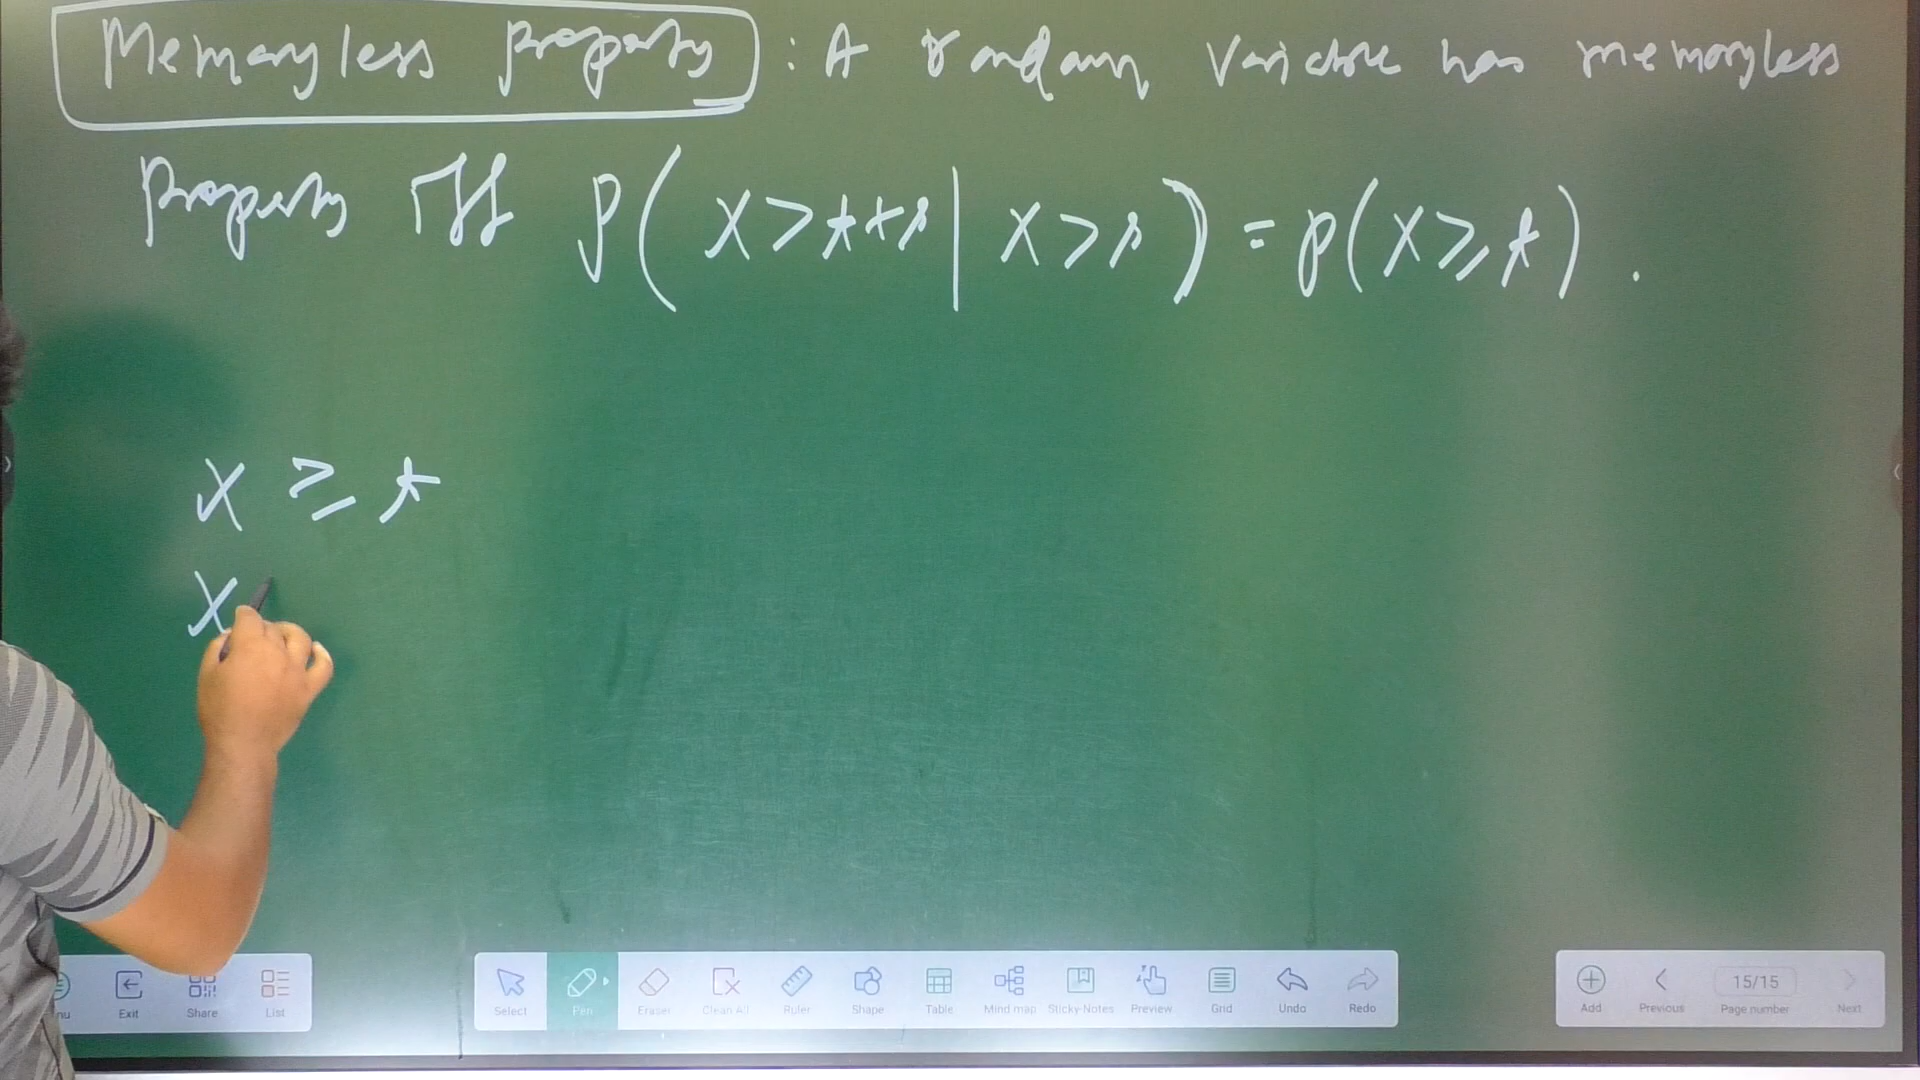 Memoryless property : A random variable has memoryless
property iff P( X > t+s | X > s ) = P( X ≥ t ) .
X ≥ t
X
nu Exit Share List Select Pen Eraser Clean All Ruler Shape Table Mind map Sticky-Notes Preview Grid Undo Redo Add Previous 15/15 Page number Next